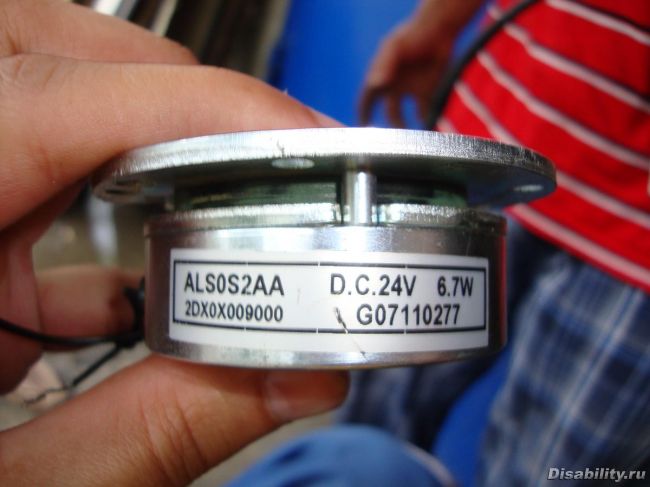 ALS0S2AA D.C.24V 6.7W
2DX0X009000 G07110277
Disability.ru